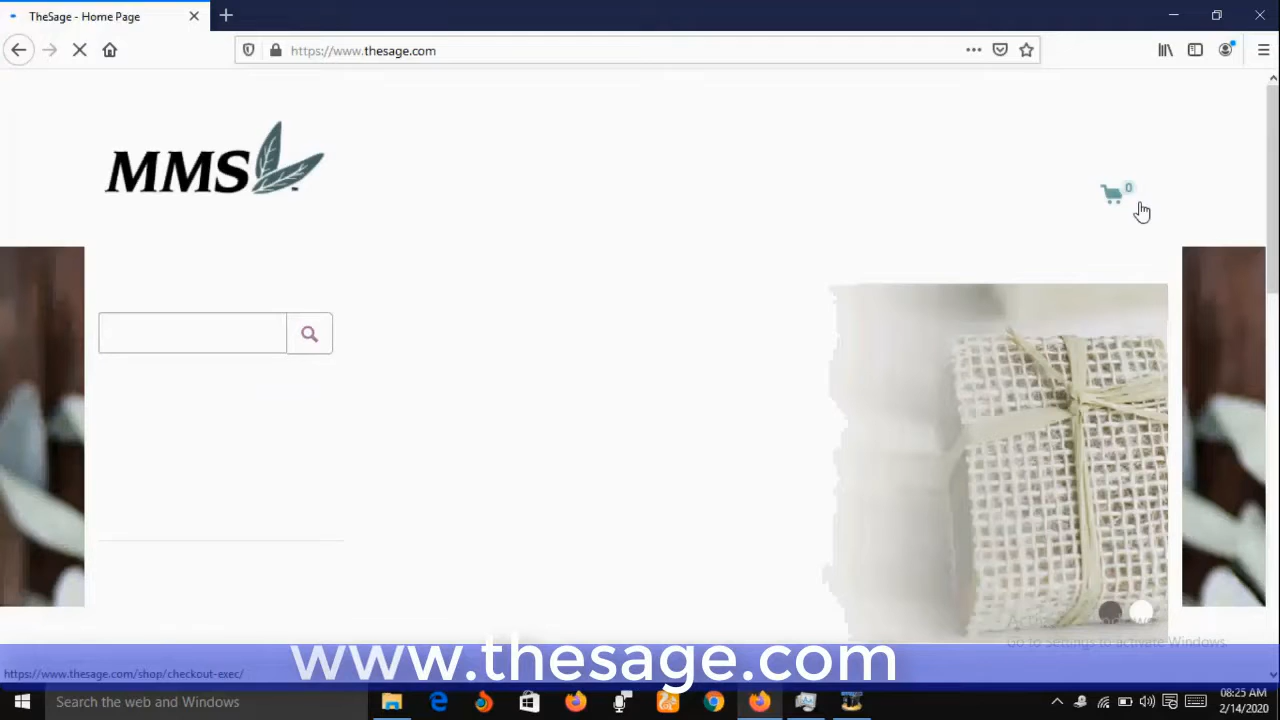 TheSage - Home Page
https://www.thesage.com
MMS
0
Go to Settings to activate Windows.
www.thesage.com
https://www.thesage.com/shop/checkout-exec/
Search the web and Windows
08:25 AM
2/14/2020